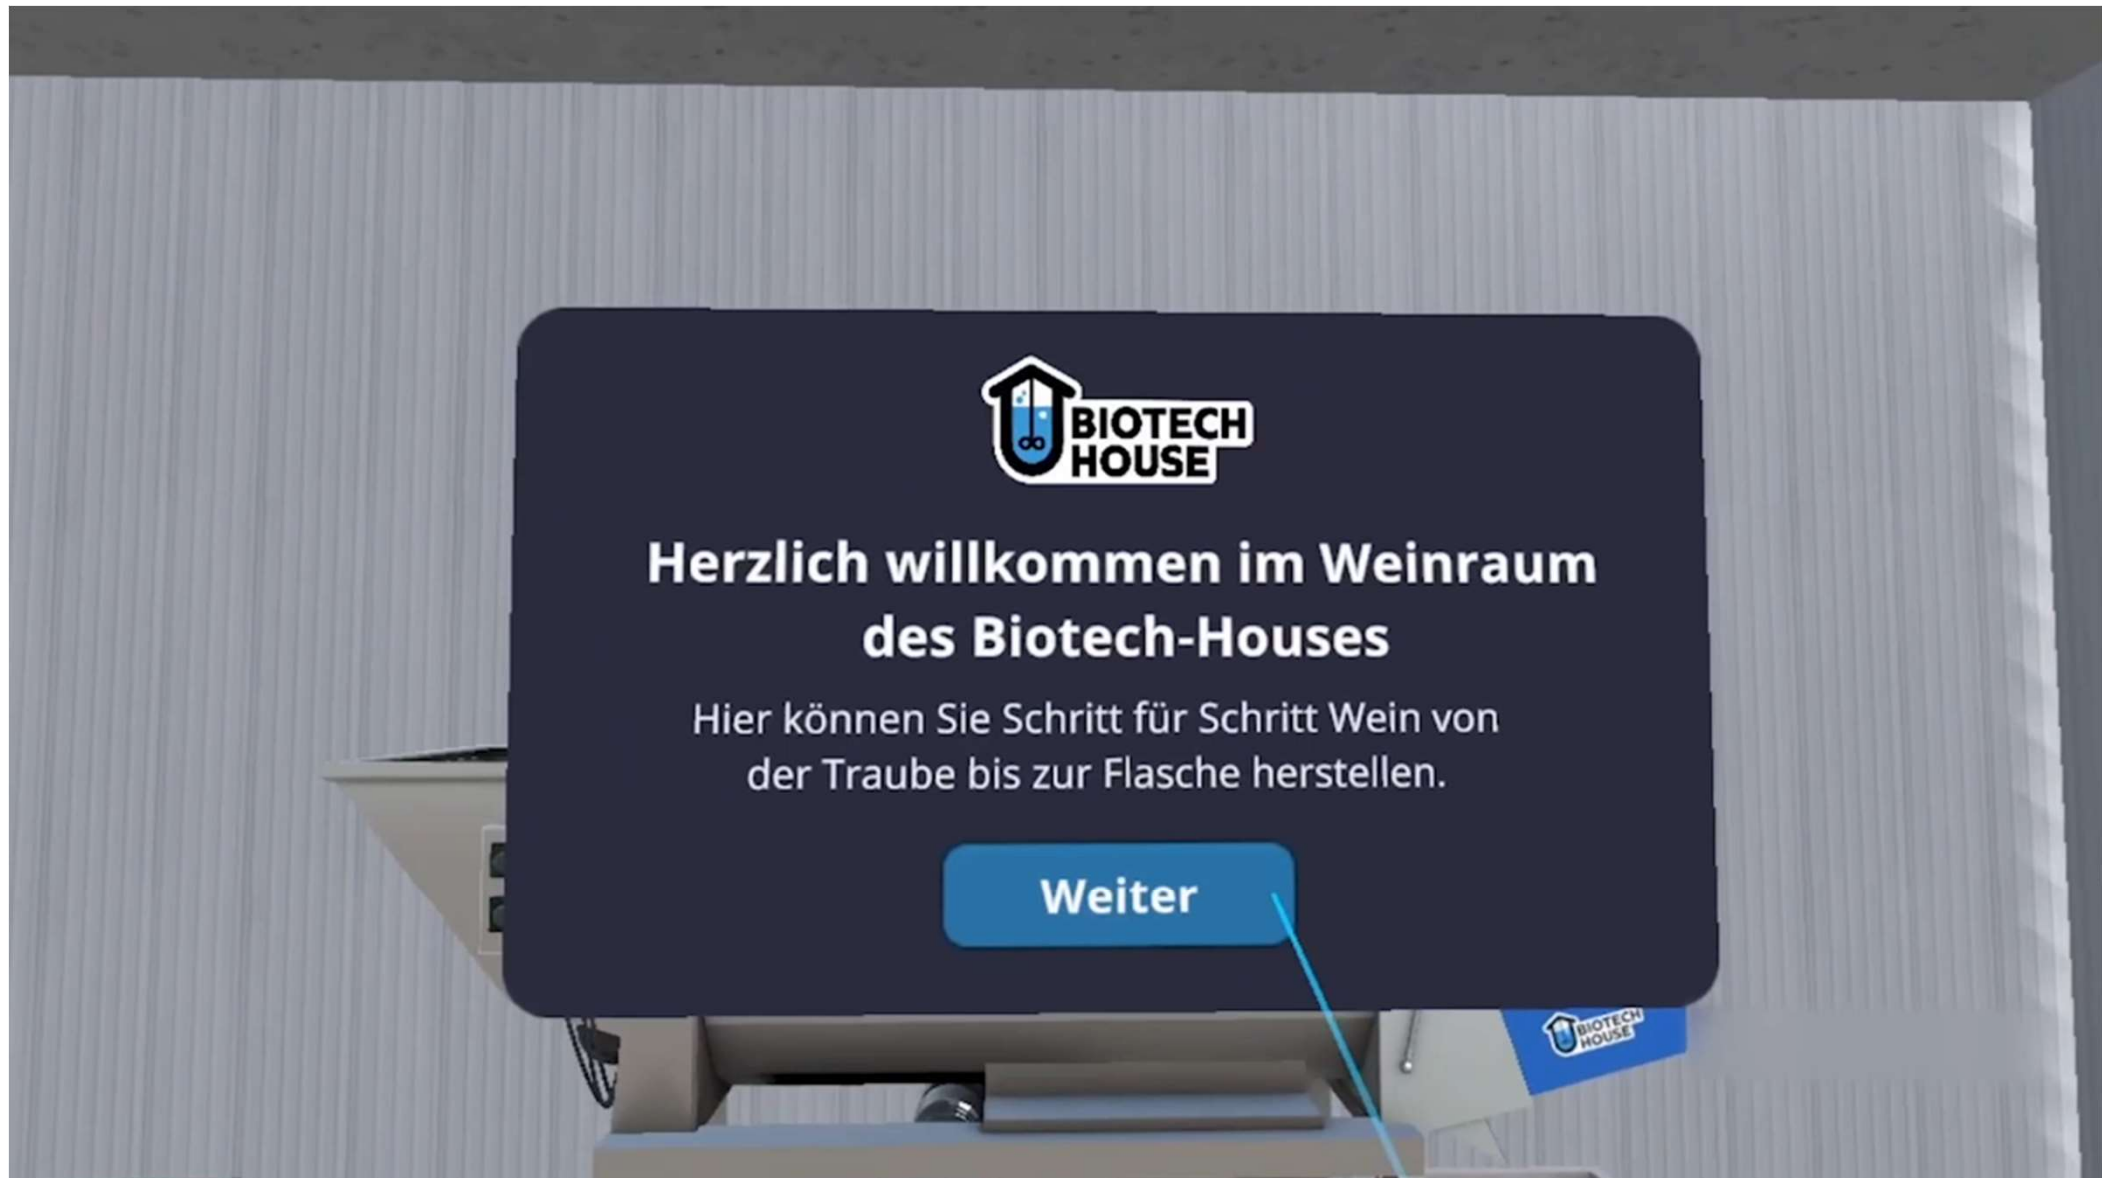 BIOTECH
HOUSE
Herzlich willkommen im Weinraum
des Biotech-Houses
Hier können Sie Schritt für Schritt Wein von
der Traube bis zur Flasche herstellen.
Weiter
BIOTECH
HOUSE